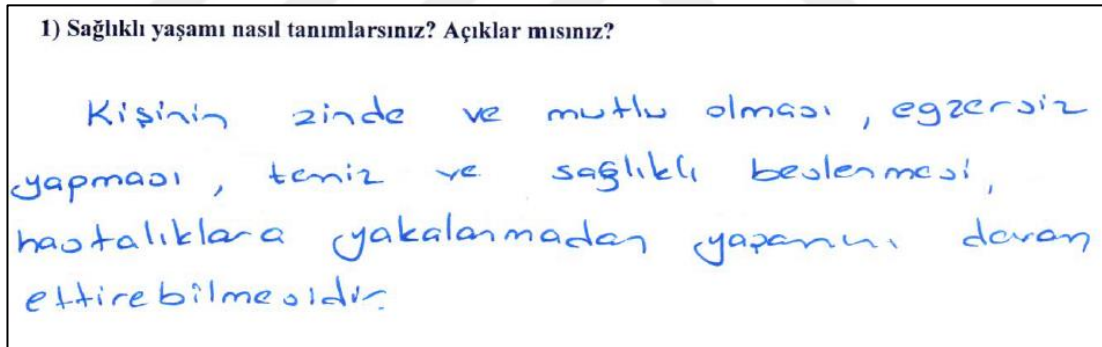 1) Sağlıklı yaşamı nasıl tanımlarsınız? Açıklar mısınız?
Kişinin zinde ve mutlu olması, egzersiz
yapması, temiz ve sağlıklı beslenmesi,
hastalıklara yakalanmadan yaşamını devam
ettirebilmesidir.